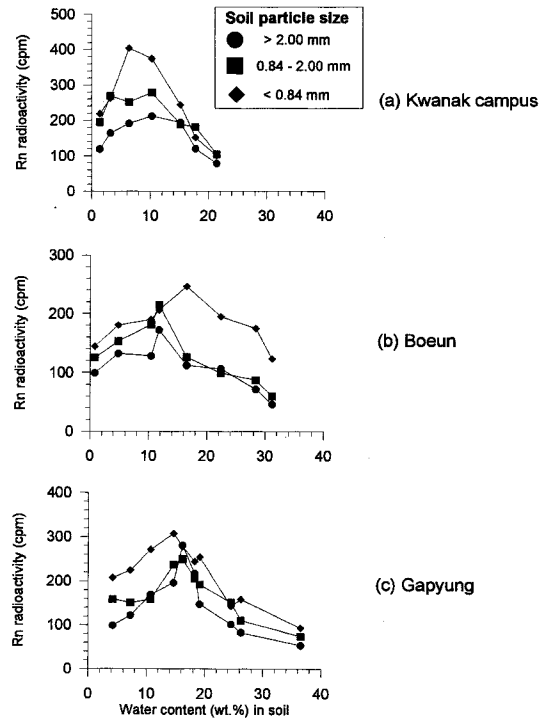 Soil particle size
> 2.00 mm
0.84 - 2.00 mm
< 0.84 mm
500
400
300
200
100
0
Rn radioactivity (cpm)
0 10 20 30 40
(a) Kwanak campus
300
200
100
0
Rn radioactivity (cpm)
0 10 20 30 40
(b) Boeun
400
300
200
100
0
Rn radioactivity (cpm)
0 10 20 30 40
Water content (wt.%) in soil
(c) Gapyung